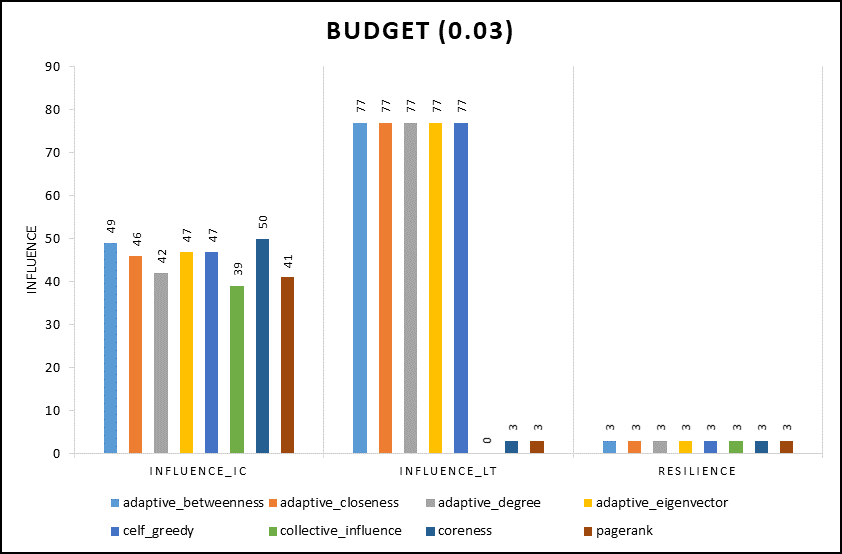 BUDGET (0.03)
INFLUENCE
90
80
70
60
50
40
30
20
10
0
49 46 42 47 47 39 50 41
77 77 77 77 77 0 3 3
3 3 3 3 3 3 3 3
INFLUENCE_IC INFLUENCE_LT RESILIENCE
adaptive_betweenness adaptive_closeness adaptive_degree adaptive_eigenvector
celf_greedy collective_influence coreness pagerank